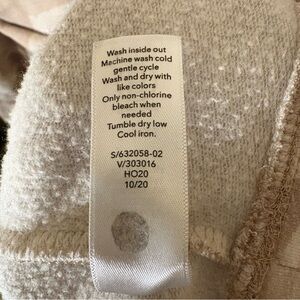 Wash inside out
Machine wash cold
gentle cycle
Wash and dry with
like colors
Only non-chlorine
bleach when
needed
Tumble dry low
Cool iron.
S/632058-02
V/303016
HO20
10/20